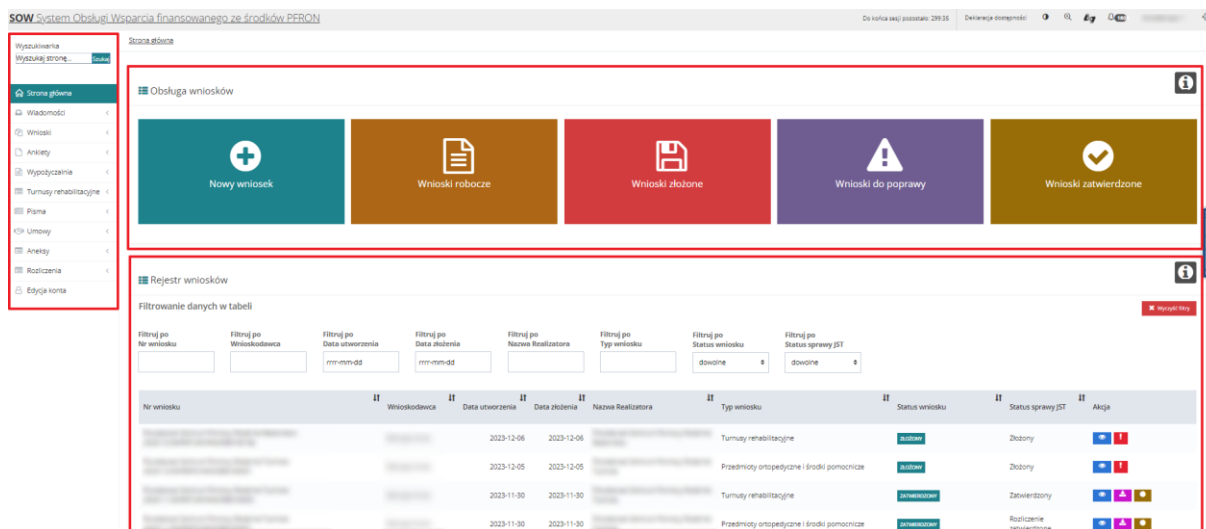 SOW System Obsługi Wsparcia finansowanego ze środków PFRON
Do końca sesji pozostało: 299:36
Deklaracja dostępności
Wyszukiwarka
Wyszukaj stronę...
Szukaj
Strona główna
Wiadomości
Wnioski
Ankiety
Wypożyczalnia
Turnusy rehabilitacyjne
Pisma
Umowy
Aneksy
Rozliczenia
Edycja konta
Strona główna
Obsługa wniosków
Nowy wniosek
Wnioski robocze
Wnioski złożone
Wnioski do poprawy
Wnioski zatwierdzone
Rejestr wniosków
Filtrowanie danych w tabeli
Wyczyść filtry
Filtruj po Nr wniosku
Filtruj po Wnioskodawca
Filtruj po Data utworzenia
rrrr-mm-dd
Filtruj po Data złożenia
rrrr-mm-dd
Filtruj po Nazwa Realizatora
Filtruj po Typ wniosku
Filtruj po Status wniosku
dowolne
Filtruj po Status sprawy JST
dowolne
Nr wniosku Wnioskodawca Data utworzenia Data złożenia Nazwa Realizatora Typ wniosku Status wniosku Status sprawy JST Akcja
2023-12-06 2023-12-06 Turnusy rehabilitacyjne ZŁOŻONY Złożony
2023-12-05 2023-12-05 Przedmioty ortopedyczne i środki pomocnicze ZŁOŻONY Złożony
2023-11-30 2023-11-30 Turnusy rehabilitacyjne ZATWIERDZONY Zatwierdzony
2023-11-30 2023-11-30 Przedmioty ortopedyczne i środki pomocnicze ZATWIERDZONY Rozliczenie zatwierdzone